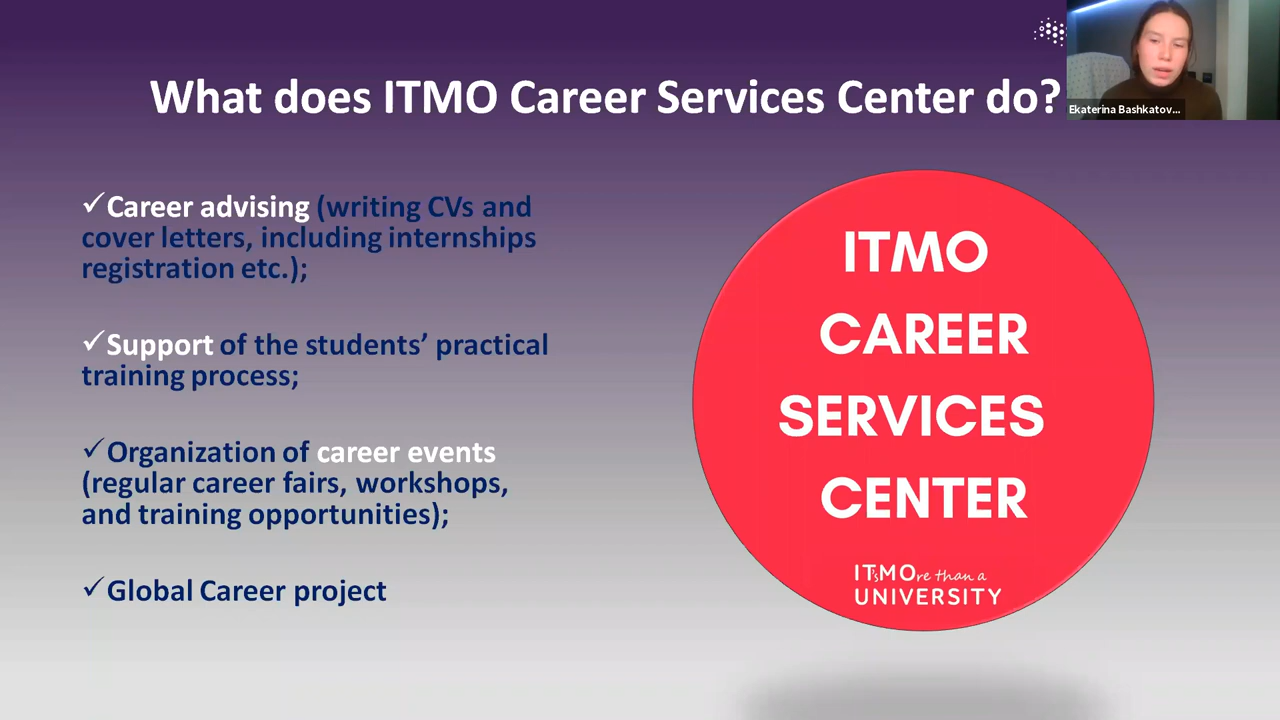 What does ITMO Career Services Center do?
Ekaterina Bashkatov...
✓Career advising (writing CVs and
cover letters, including internships
registration etc.);
✓Support of the students’ practical
training process;
✓Organization of career events
(regular career fairs, workshops,
and training opportunities);
✓Global Career project
ITMO
CAREER
SERVICES
CENTER
IT's MOre than a
UNIVERSITY